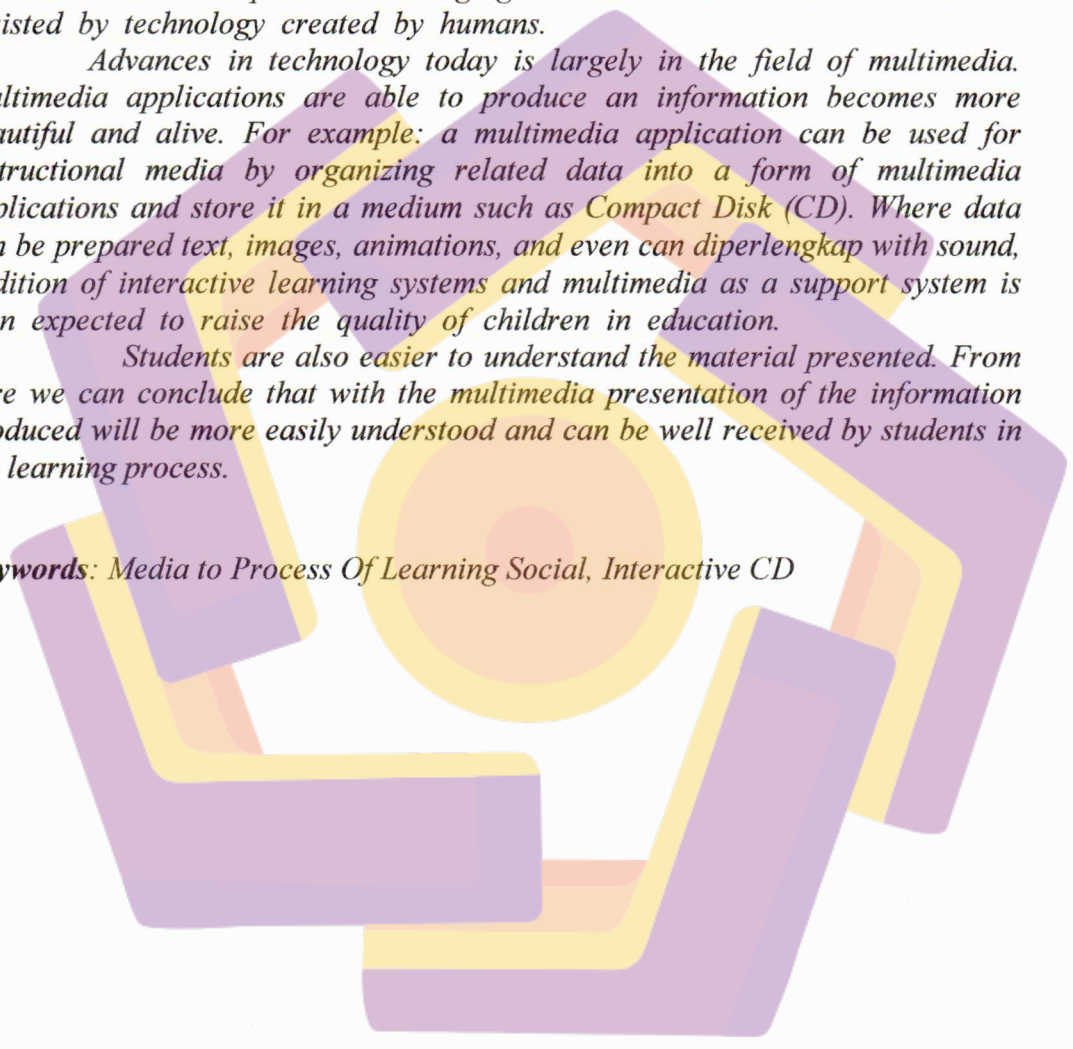 isted by technology created by humans.
Advances in technology today is largely in the field of multimedia.
ltimedia applications are able to produce an information becomes more
autiful and alive. For example: a multimedia application can be used for
tructional media by organizing related data into a form of multimedia
plications and store it in a medium such as Compact Disk (CD). Where data
n be prepared text, images, animations, and even can diperlengkap with sound,
dition of interactive learning systems and multimedia as a support system is
n expected to raise the quality of children in education.
Students are also easier to understand the material presented. From
re we can conclude that with the multimedia presentation of the information
oduced will be more easily understood and can be well received by students in
learning process.
ywords: Media to Process Of Learning Social, Interactive CD